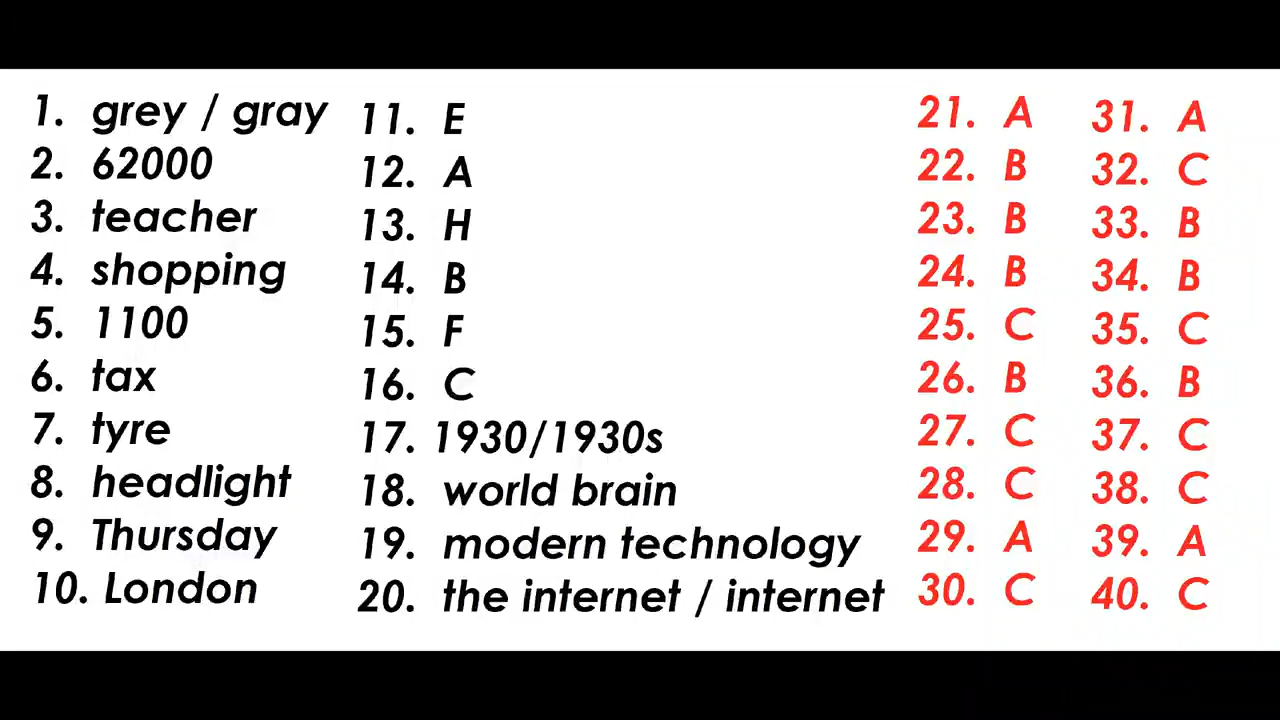 1. grey / gray
2. 62000
3. teacher
4. shopping
5. 1100
6. tax
7. tyre
8. headlight
9. Thursday
10. London
11. E
12. A
13. H
14. B
15. F
16. C
17. 1930/1930s
18. world brain
19. modern technology
20. the internet / internet
21. A
22. B
23. B
24. B
25. C
26. B
27. C
28. C
29. A
30. C
31. A
32. C
33. B
34. B
35. C
36. B
37. C
38. C
39. A
40. C